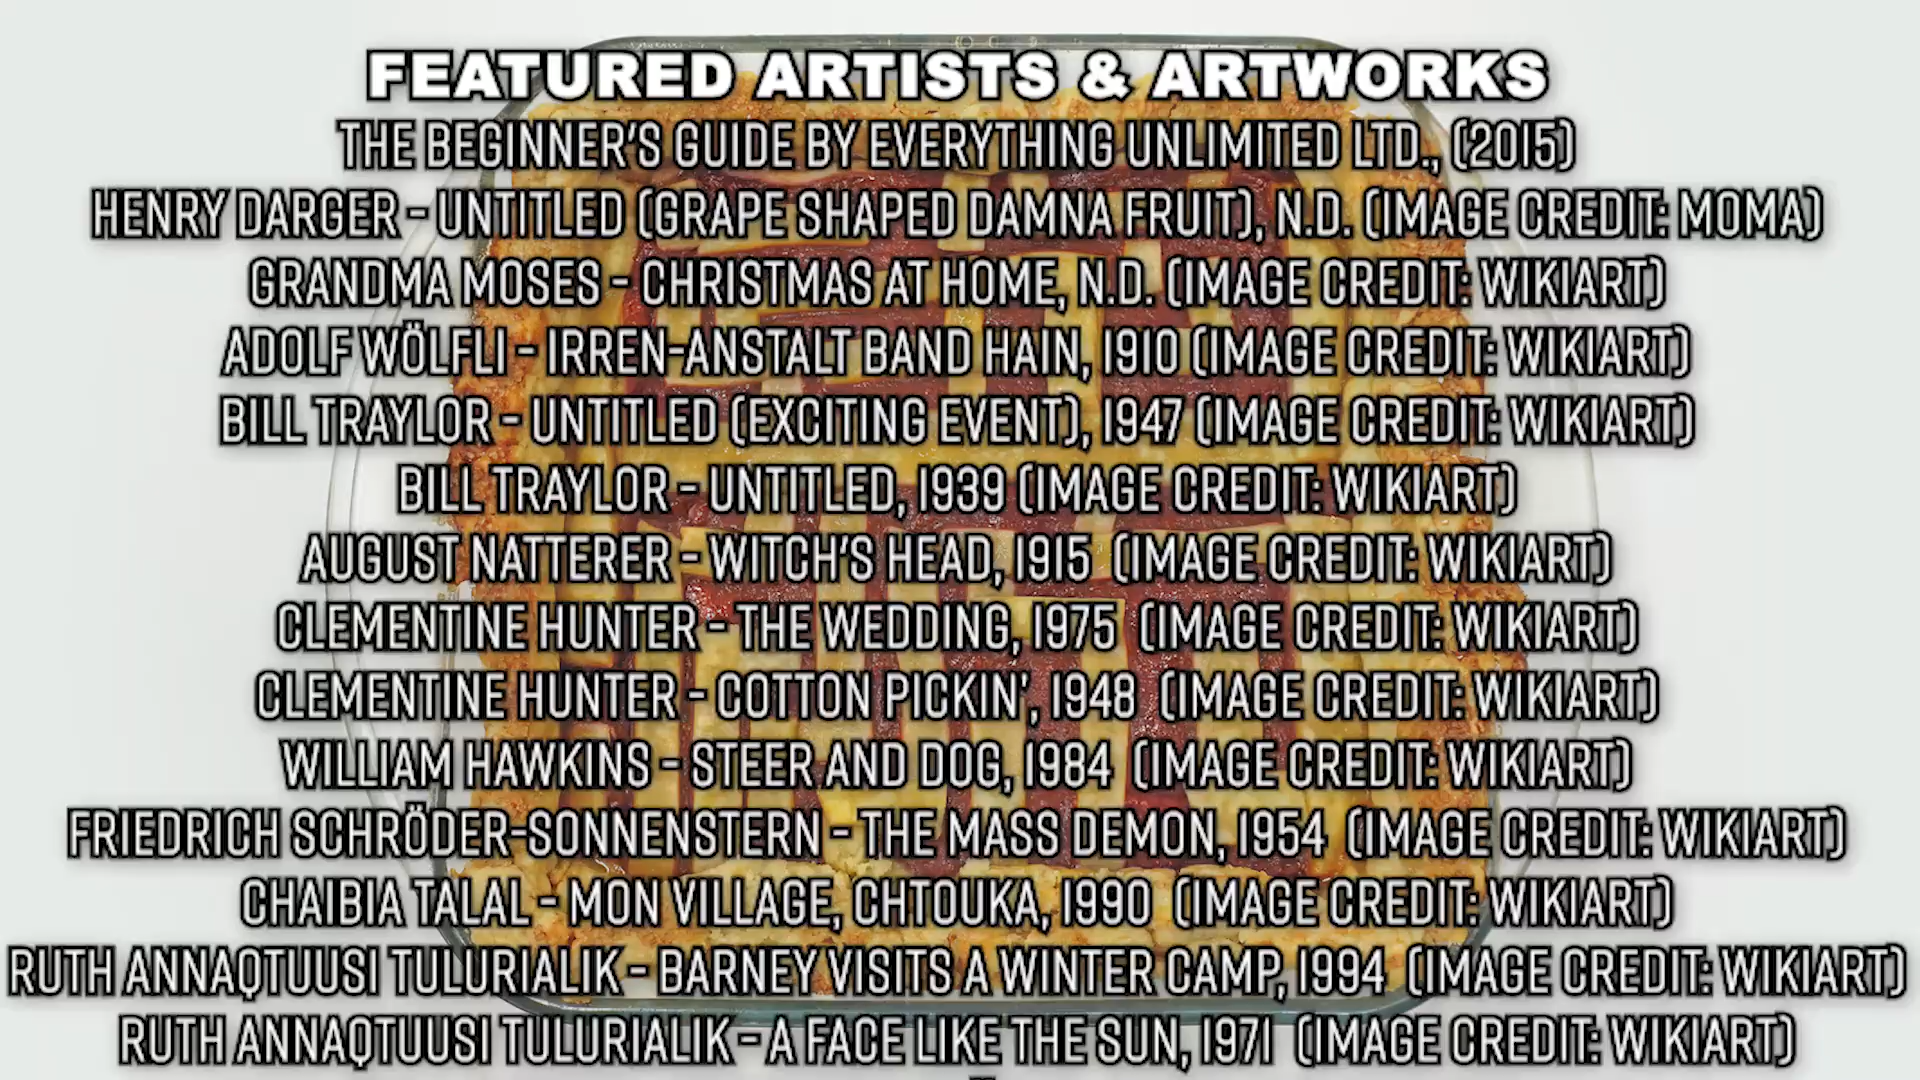 FEATURED ARTISTS & ARTWORKS
THE BEGINNER'S GUIDE BY EVERYTHING UNLIMITED LTD., (2015)
HENRY DARGER - UNTITLED (GRAPE SHAPED DAMNA FRUIT), N.D. (IMAGE CREDIT: MOMA)
GRANDMA MOSES - CHRISTMAS AT HOME, N.D. (IMAGE CREDIT: WIKIART)
ADOLF WÖLFLI - IRREN-ANSTALT BAND HAIN, 1910 (IMAGE CREDIT: WIKIART)
BILL TRAYLOR - UNTITLED (EXCITING EVENT), 1947 (IMAGE CREDIT: WIKIART)
BILL TRAYLOR - UNTITLED, 1939 (IMAGE CREDIT: WIKIART)
AUGUST NATTERER - WITCH'S HEAD, 1915 (IMAGE CREDIT: WIKIART)
CLEMENTINE HUNTER - THE WEDDING, 1975 (IMAGE CREDIT: WIKIART)
CLEMENTINE HUNTER - COTTON PICKIN', 1948 (IMAGE CREDIT: WIKIART)
WILLIAM HAWKINS - STEER AND DOG, 1984 (IMAGE CREDIT: WIKIART)
FRIEDRICH SCHRÖDER-SONNENSTERN - THE MASS DEMON, 1954 (IMAGE CREDIT: WIKIART)
CHAIBIA TALAL - MON VILLAGE, CHTOUKA, 1990 (IMAGE CREDIT: WIKIART)
RUTH ANNAQTUUSI TULURIALIK - BARNEY VISITS A WINTER CAMP, 1994 (IMAGE CREDIT: WIKIART)
RUTH ANNAQTUUSI TULURIALIK - A FACE LIKE THE SUN, 1971 (IMAGE CREDIT: WIKIART)